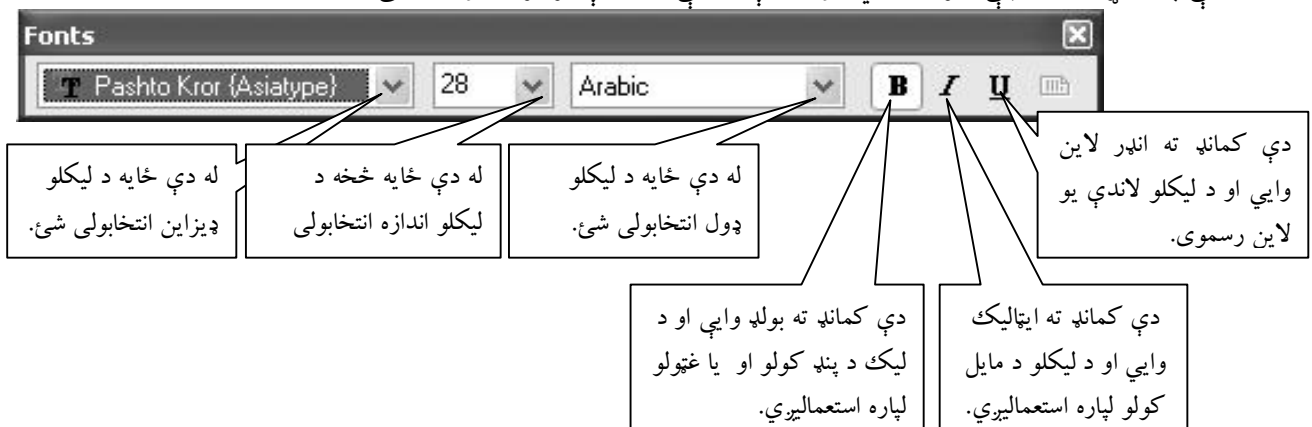 Fonts
Pashto Kror {Asiatype}
28
Arabic
B I U
دې کمانډ ته انډر لاين
وايي او د ليکلو لاندې يو
لاين رسموی.
له دې ځايه د ليکلو
ډول انتخابولی شئ.
له دې ځايه څخه د
ليکلو اندازه انتخابولی
له دې ځايه د ليکلو
ډيزاين انتخابولی شئ.
دې کمانډ ته ايټاليک
وايي او د ليکلو د مايل
کولو لپاره استعماليږي.
دې کمانډ ته بولډ وايي او د
ليک د پنډ کولو او يا غټولو
لپاره استعماليږي.